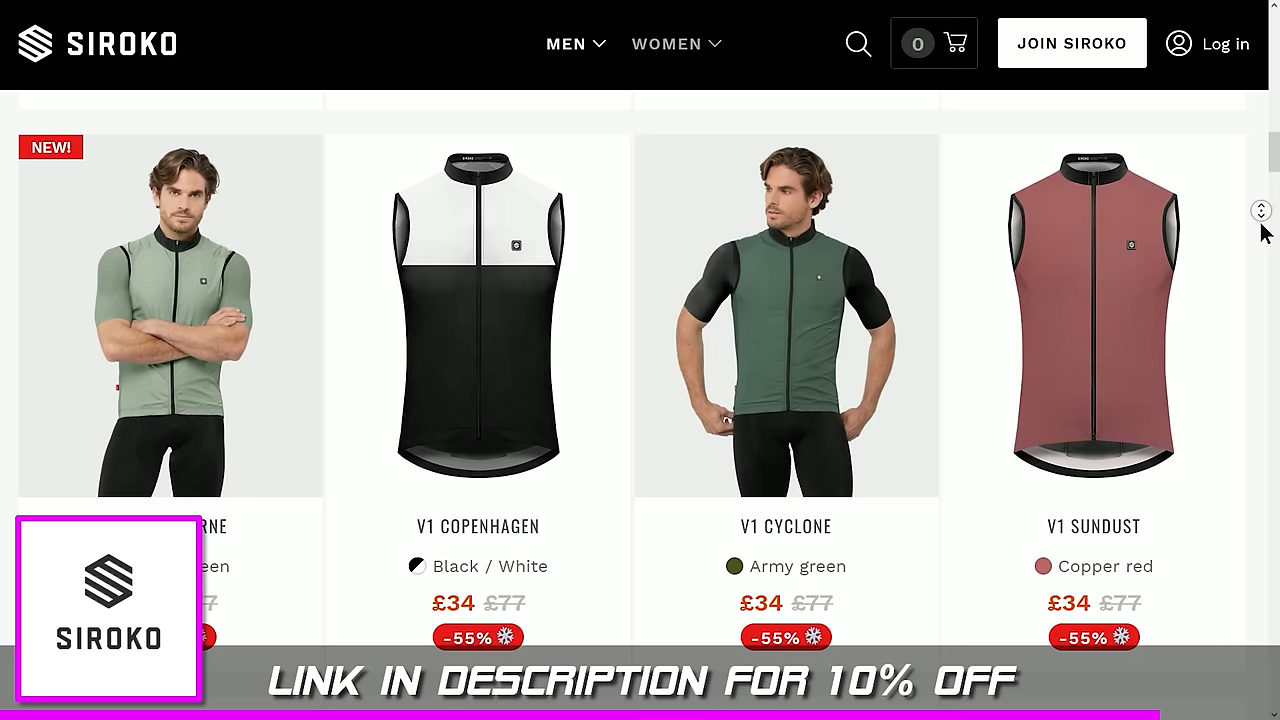 SIROKO
MEN
WOMEN
0
JOIN SIROKO
Log in
NEW!
V1 COPENHAGEN
V1 CYCLONE
V1 SUNDUST
Black / White
Army green
Copper red
£34 £77
£34 £77
£34 £77
-55%
-55%
-55%
SIROKO
LINK IN DESCRIPTION FOR 10% OFF